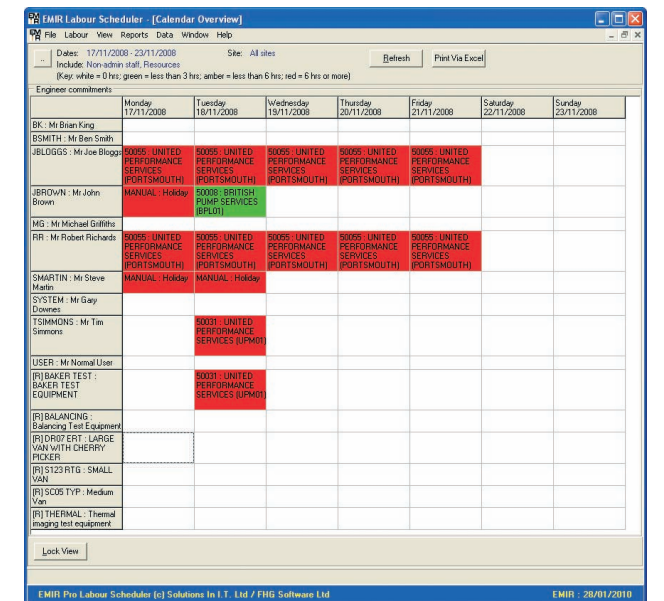 EMIR Labour Scheduler - [Calendar Overview]
File Labour View Reports Data Window Help
.. Dates: 17/11/2008 - 23/11/2008 Site: All sites Refresh Print Via Excel
Include: Non-admin staff, Resources
(Key: white = 0 hrs; green = less than 3 hrs; amber = less than 6 hrs; red = 6 hrs or more)
Engineer commitments
Monday Tuesday Wednesday Thursday Friday Saturday Sunday
17/11/2008 18/11/2008 19/11/2008 20/11/2008 21/11/2008 22/11/2008 23/11/2008
BK : Mr Brian King
BSMITH : Mr Ben Smith
JBLOGGS : Mr Joe Bloggs 50055 : UNITED 50055 : UNITED 50055 : UNITED 50055 : UNITED 50055 : UNITED
PERFORMANCE PERFORMANCE PERFORMANCE PERFORMANCE PERFORMANCE
SERVICES SERVICES SERVICES SERVICES SERVICES
(PORTSMOUTH) (PORTSMOUTH) (PORTSMOUTH) (PORTSMOUTH) (PORTSMOUTH)
JBROWN : Mr John MANUAL : Holiday 50008 : BRITISH
Brown PUMP SERVICES
(BPL01)
MG : Mr Michael Griffiths
RR : Mr Robert Richards 50055 : UNITED 50055 : UNITED 50055 : UNITED 50055 : UNITED 50055 : UNITED
PERFORMANCE PERFORMANCE PERFORMANCE PERFORMANCE PERFORMANCE
SERVICES SERVICES SERVICES SERVICES SERVICES
(PORTSMOUTH) (PORTSMOUTH) (PORTSMOUTH) (PORTSMOUTH) (PORTSMOUTH)
SMARTIN : Mr Steve MANUAL : Holiday MANUAL : Holiday
Martin
SYSTEM : Mr Gary
Downes
TSIMMONS : Mr Tim 50031 : UNITED
Simmons PERFORMANCE
SERVICES (UPM01)
USER : Mr Normal User
[R] BAKER TEST : 50031 : UNITED
BAKER TEST PERFORMANCE
EQUIPMENT SERVICES (UPM01)
[R] BALANCING :
Balancing Test Equipment
[R] DR07 ERT : LARGE
VAN WITH CHERRY
PICKER
[R] S123 RTG : SMALL
VAN
[R] SC05 TYP : Medium
Van
[R] THERMAL : Thermal
imaging test equipment
Lock View
EMIR Pro Labour Scheduler (c) Solutions In I.T. Ltd / FHG Software Ltd EMIR : 28/01/2010